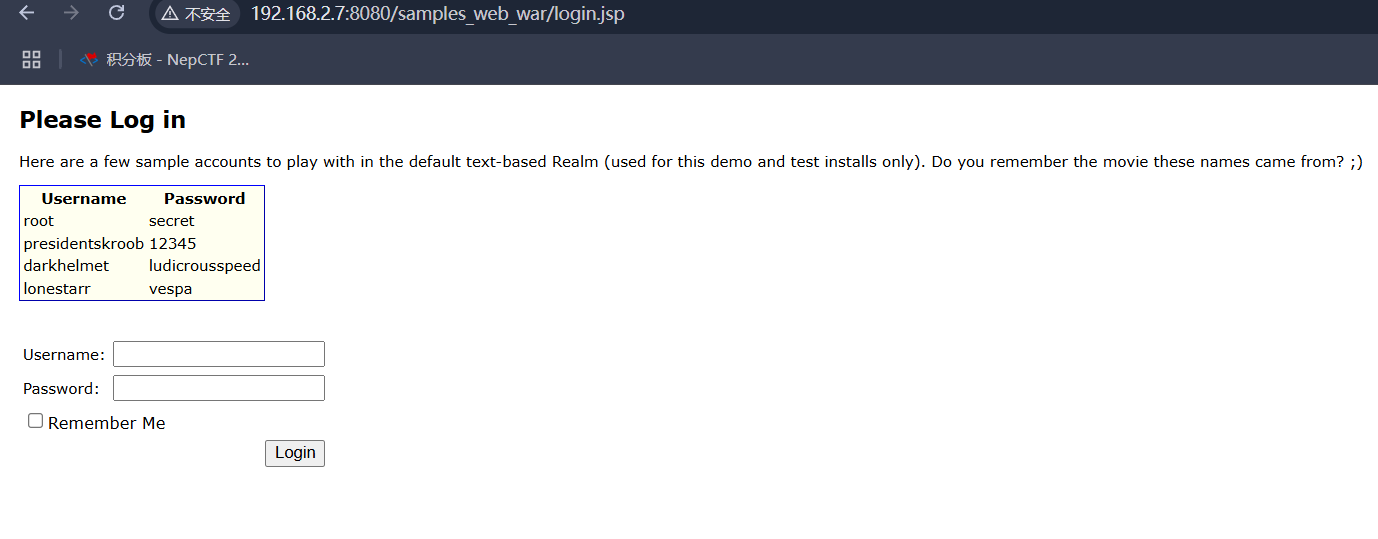 不安全 192.168.2.7:8080/samples_web_war/login.jsp
积分板 - NepCTF 2...
Please Log in
Here are a few sample accounts to play with in the default text-based Realm (used for this demo and test installs only). Do you remember the movie these names came from? ;)
Username Password
root secret
presidentskroob 12345
darkhelmet ludicrousspeed
lonestarr vespa
Username:
Password:
Remember Me
Login